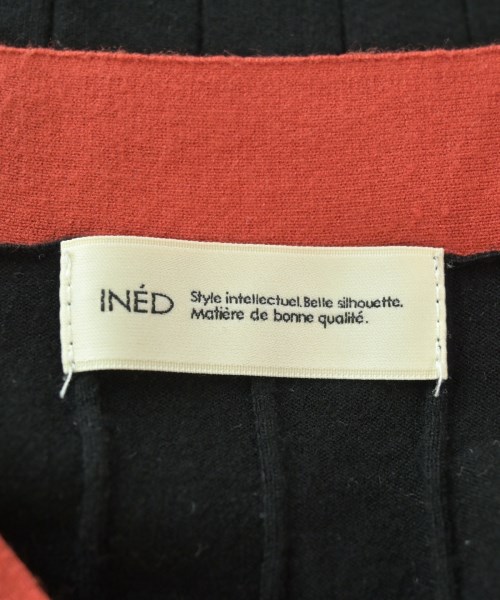 INÉD
Style intellectuel.Belle silhouette.
Matière de bonne qualité.